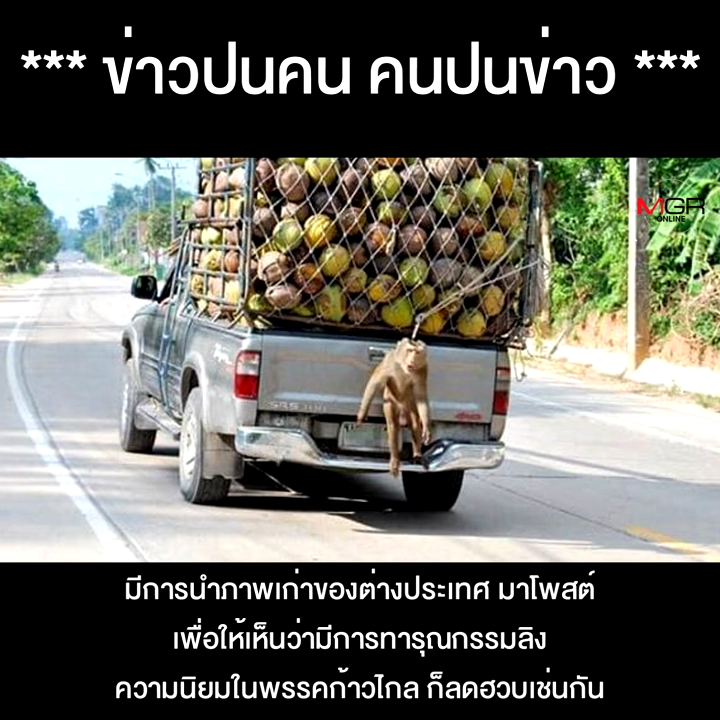 *** ข่าวปนคน คนปนข่าว ***
MGR
ONLINE
มีการนำภาพเก่าของต่างประเทศ มาโพสต์
เพื่อให้เห็นว่ามีการทารุณกรรมลิง
ความนิยมในพรรคก้าวไกล ก็ลดฮวบเช่นกัน